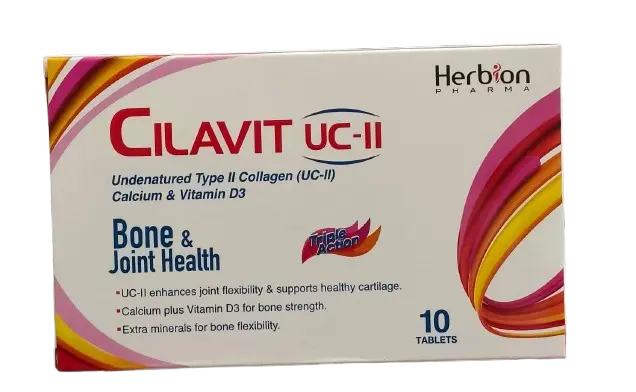 Herbion
PHARMA
CILAVIT UC-II
Undenatured Type II Collagen (UC-II)
Calcium & Vitamin D3
Bone &
Joint Health
Triple
Action
•UC-II enhances joint flexibility & supports healthy cartilage.
•Calcium plus Vitamin D3 for bone strength.
•Extra minerals for bone flexibility.
10
TABLETS